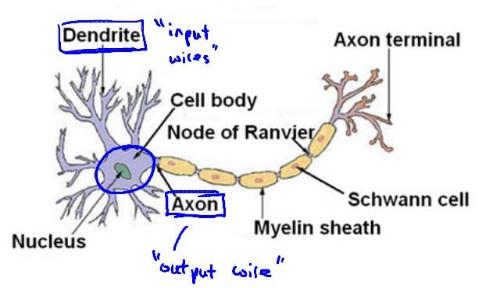 Dendrite
"input
wires"
Axon terminal
Cell body
Node of Ranvier
Axon
Schwann cell
Myelin sheath
Nucleus
"output wire"